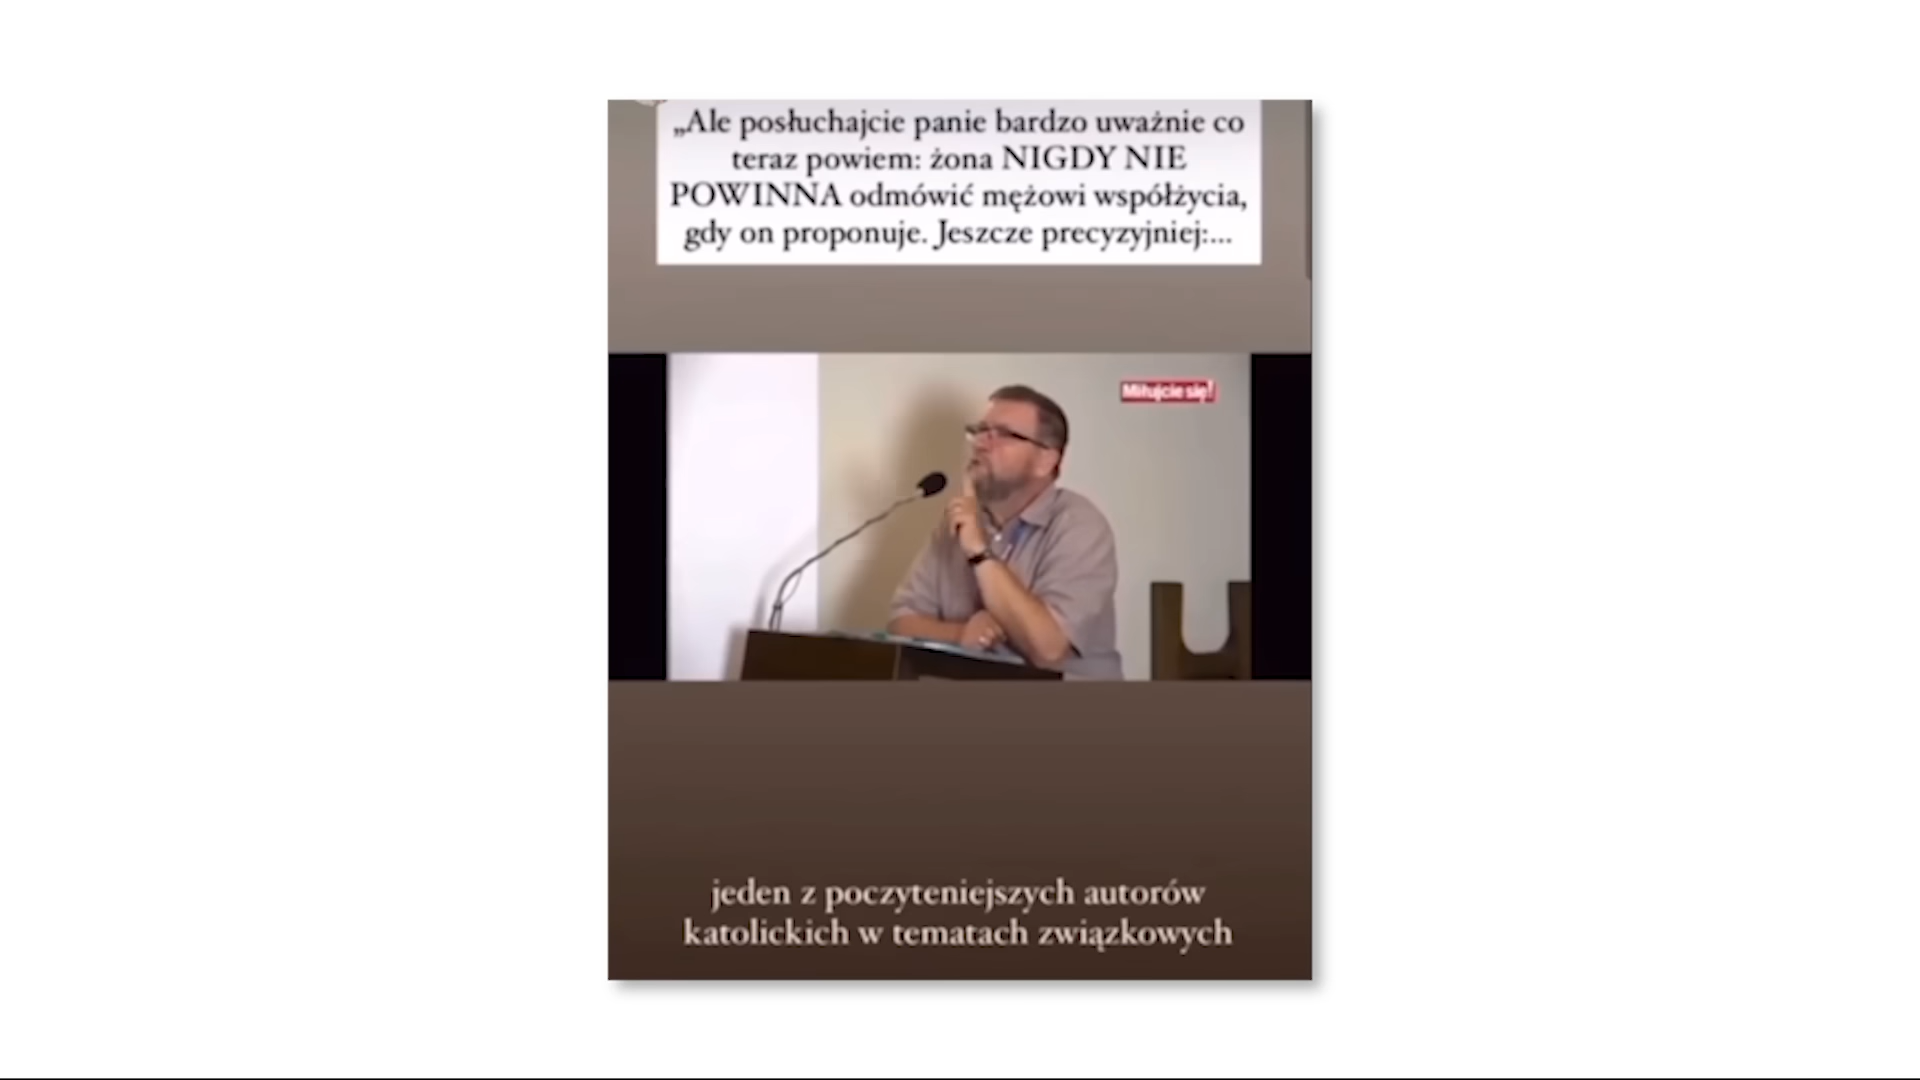 „Ale posłuchajcie panie bardzo uważnie co
teraz powiem: żona NIGDY NIE
POWINNA odmówić mężowi współżycia,
gdy on proponuje. Jeszcze precyzyjniej:...
Miłujcie się!
jeden z poczyteniejszych autorów
katolickich w tematach związkowych